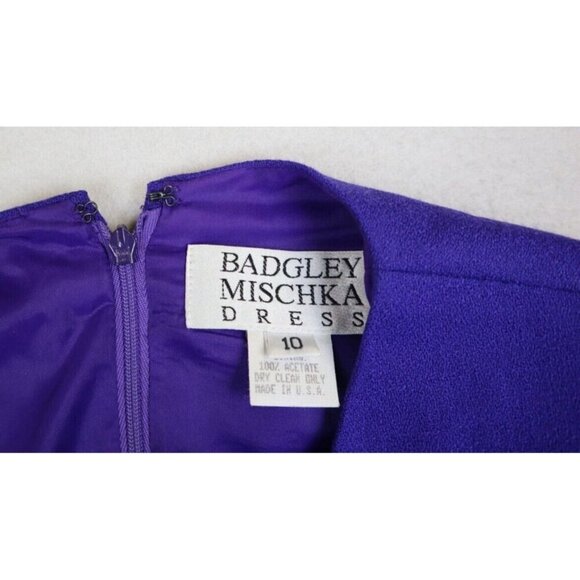 BADGLEY
MISCHKA
DRESS
10
100% ACETATE
DRY CLEAN ONLY
MADE IN U.S.A.